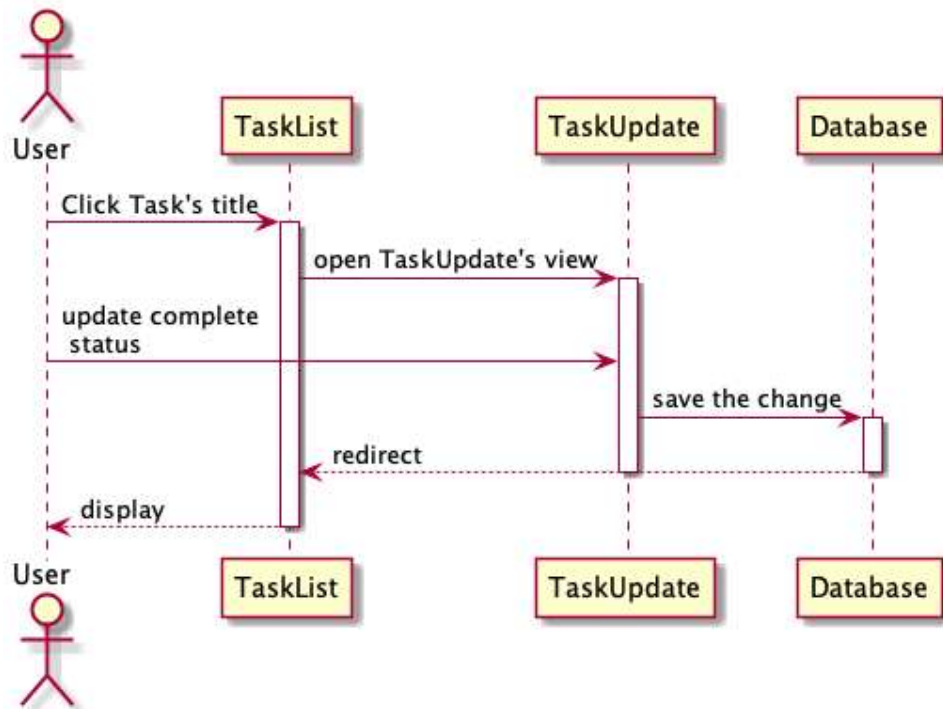 User
TaskList
TaskUpdate
Database
Click Task's title
open TaskUpdate's view
update complete
status
save the change
redirect
display
User
TaskList
TaskUpdate
Database